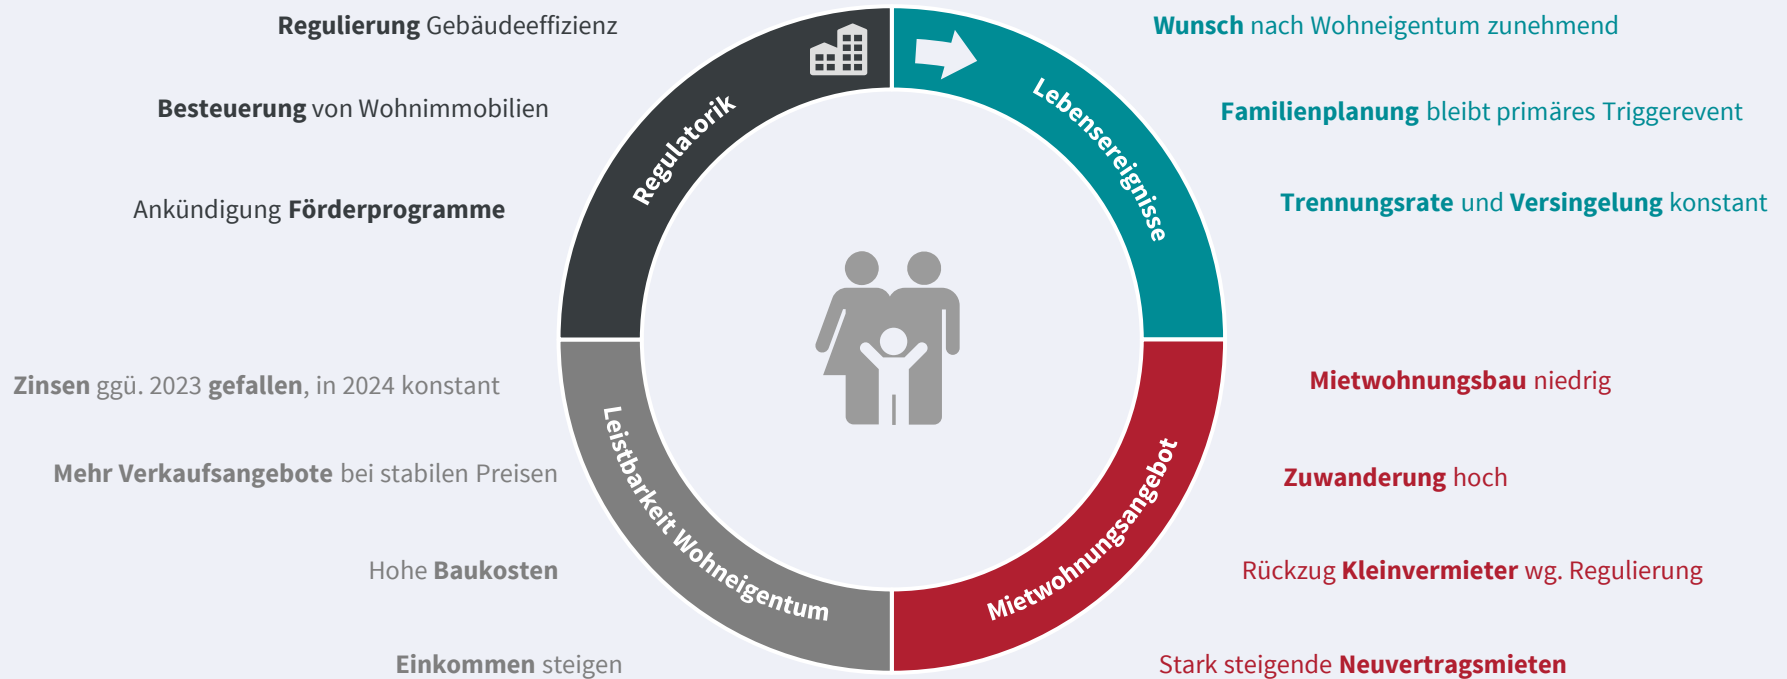 Regulierung Gebäudeeffizienz
Besteuerung von Wohnimmobilien
Ankündigung Förderprogramme
Regulatorik
Wunsch nach Wohneigentum zunehmend
Familienplanung bleibt primäres Triggerevent
Trennungsrate und Versingelung konstant
Lebensereignisse
Zinsen ggü. 2023 gefallen, in 2024 konstant
Mehr Verkaufsangebote bei stabilen Preisen
Hohe Baukosten
Einkommen steigen
Leistbarkeit Wohneigentum
Mietwohnungsbau niedrig
Zuwanderung hoch
Rückzug Kleinvermieter wg. Regulierung
Stark steigende Neuvertragsmieten
Mietwohnungsangebot